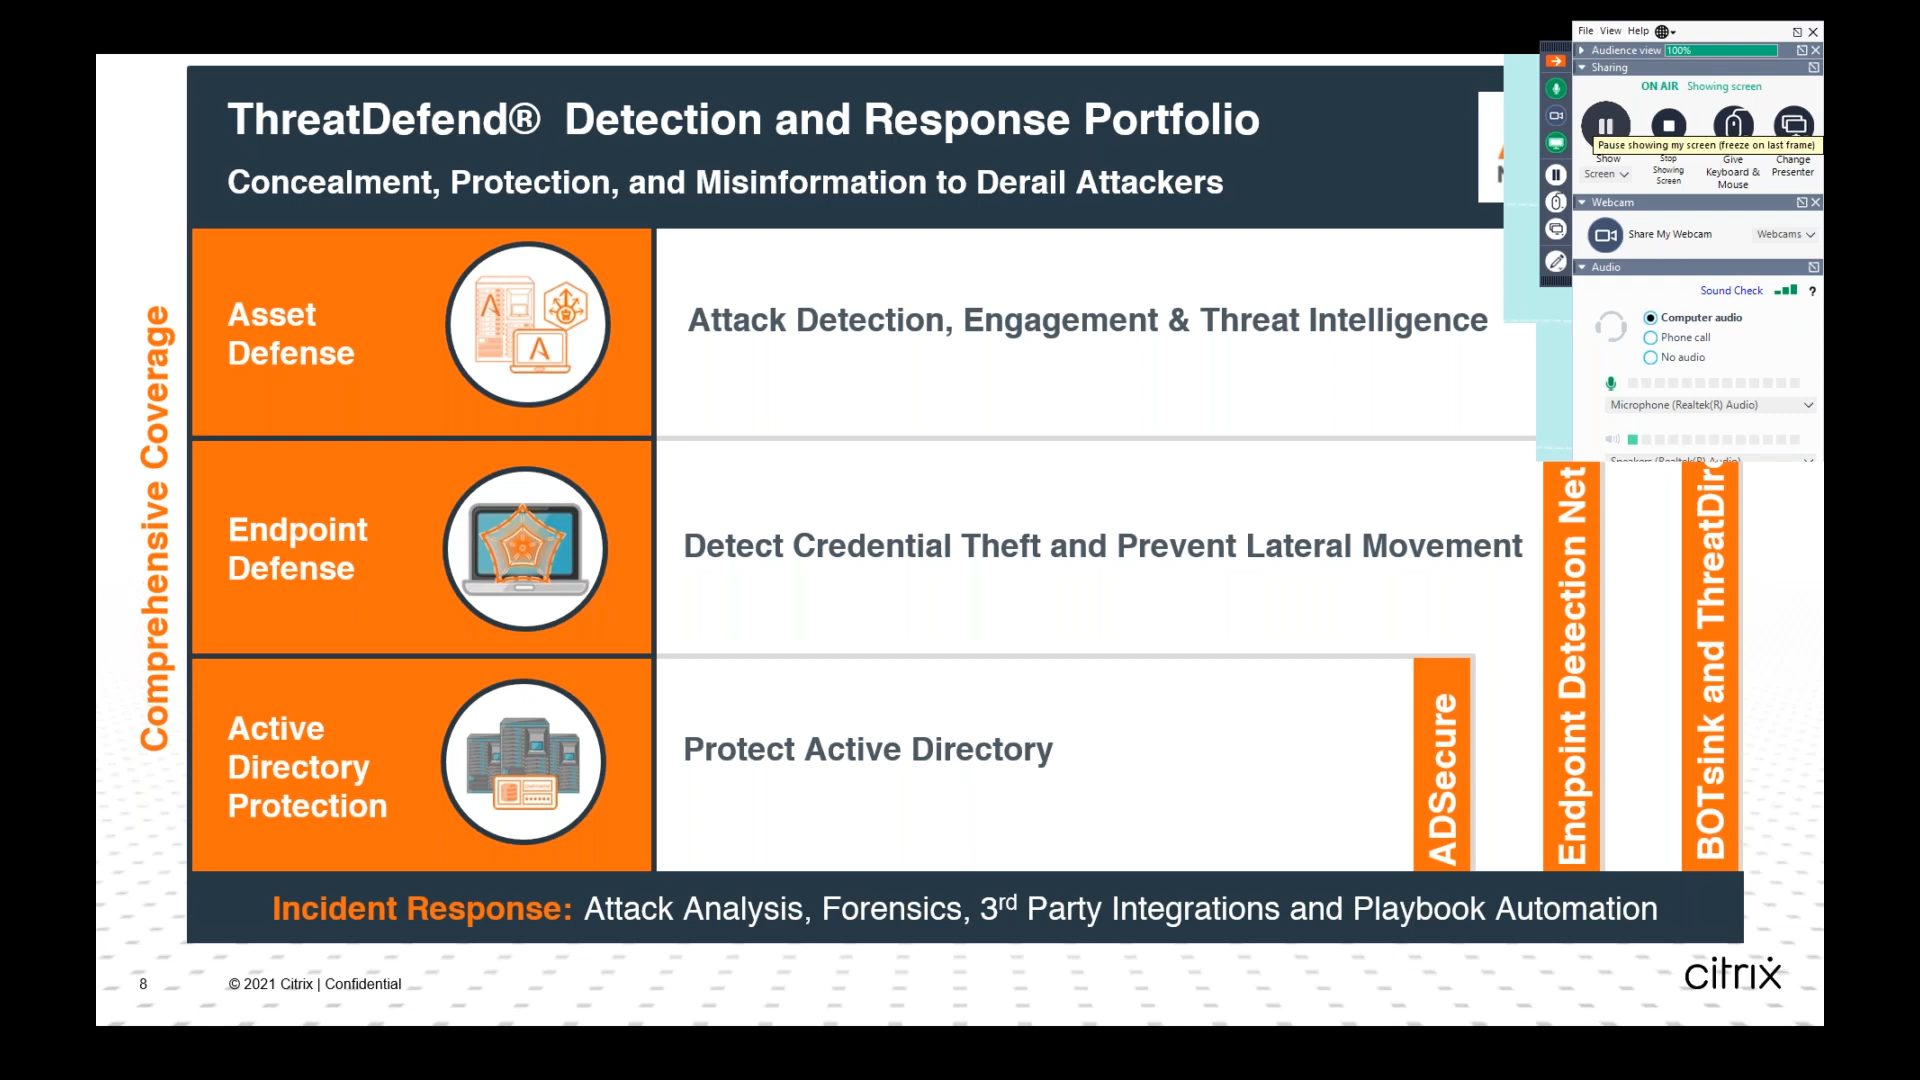 File View Help
Audience view 100%
Sharing
ON AIR Showing screen
Pause showing my screen (freeze on last frame)
Show
Screen
Stop
Showing
Screen
Give
Keyboard &
Mouse
Change
Presenter
Webcam
Share My Webcam Webcams
Audio
Sound Check ?
Computer audio
Phone call
No audio
Microphone (Realtek(R) Audio)
Speakers (Realtek(R) Audio)
ThreatDefend® Detection and Response Portfolio
Concealment, Protection, and Misinformation to Derail Attackers
Comprehensive Coverage
Asset
Defense
Attack Detection, Engagement & Threat Intelligence
Endpoint
Defense
Detect Credential Theft and Prevent Lateral Movement
Active
Directory
Protection
Protect Active Directory
ADSecure
Endpoint Detection Net
BOTsink and ThreatDir
Incident Response: Attack Analysis, Forensics, 3rd Party Integrations and Playbook Automation
8
© 2021 Citrix | Confidential
citrix